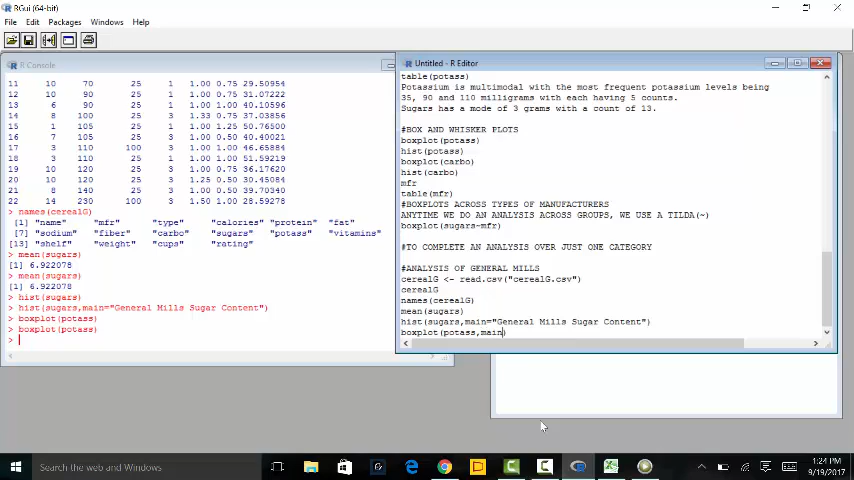 RGui (64-bit)
File Edit Packages Windows Help
R Console
11 10 70 25 1 1.00 0.75 29.50954
12 10 90 25 1 1.00 0.75 31.07222
13 6 90 25 1 1.00 0.75 40.10596
14 8 100 25 3 1.33 0.75 37.03856
15 1 105 25 1 1.00 1.25 50.76500
16 7 105 25 3 1.00 0.50 40.40021
17 3 110 100 3 1.00 1.00 46.65884
18 3 110 25 1 1.00 1.00 51.59219
19 10 120 25 3 1.00 0.75 36.17620
20 11 120 25 3 1.25 0.50 30.45084
21 8 140 25 3 1.25 0.50 39.70340
22 14 230 100 3 1.50 1.00 28.59278
> names(cerealG)
[1] "name" "mfr" "type" "calories" "protein" "fat"
[7] "sodium" "fiber" "carbo" "sugars" "potass" "vitamins"
[13] "shelf" "weight" "cups" "rating"
> mean(sugars)
[1] 6.922078
> mean(sugars)
[1] 6.922078
> hist(sugars)
> hist(sugars,main="General Mills Sugar Content")
> boxplot(potass)
> boxplot(potass)
>
Untitled - R Editor
table(potass)
Potassium is multimodal with the most frequent potassium levels being
35, 90 and 110 milligrams with each having 5 counts.
Sugars has a mode of 3 grams with a count of 13.
#BOX AND WHISKER PLOTS
boxplot(potass)
hist(potass)
boxplot(carbo)
hist(carbo)
mfr
table(mfr)
#BOXPLOTS ACROSS TYPES OF MANUFACTURERS
ANYTIME WE DO AN ANALYSIS ACROSS GROUPS, WE USE A TILDA(~)
boxplot(sugars~mfr)
#TO COMPLETE AN ANALYSIS OVER JUST ONE CATEGORY
#ANALYSIS OF GENERAL MILLS
cerealG <- read.csv("cerealG.csv")
cerealG
names(cerealG)
mean(sugars)
hist(sugars,main="General Mills Sugar Content")
boxplot(potass,main)
Search the web and Windows
1:24 PM
9/19/2017